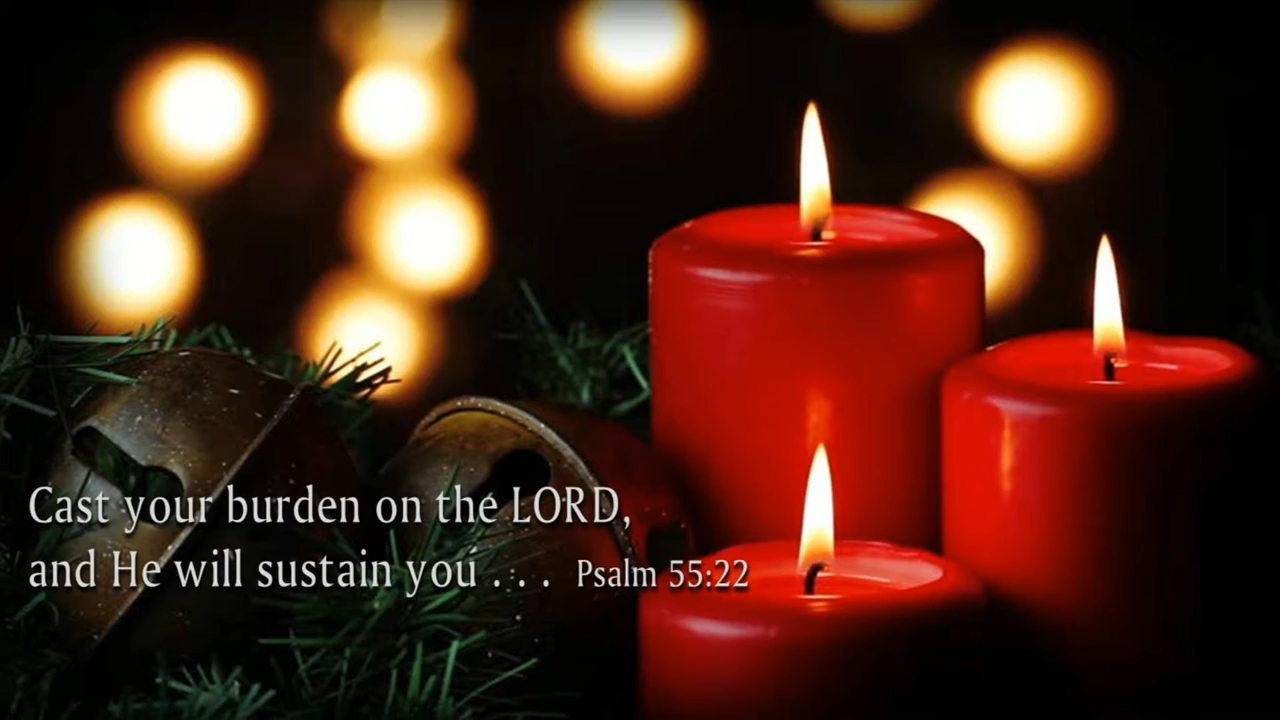 Cast your burden on the LORD,
and He will sustain you . . . Psalm 55:22